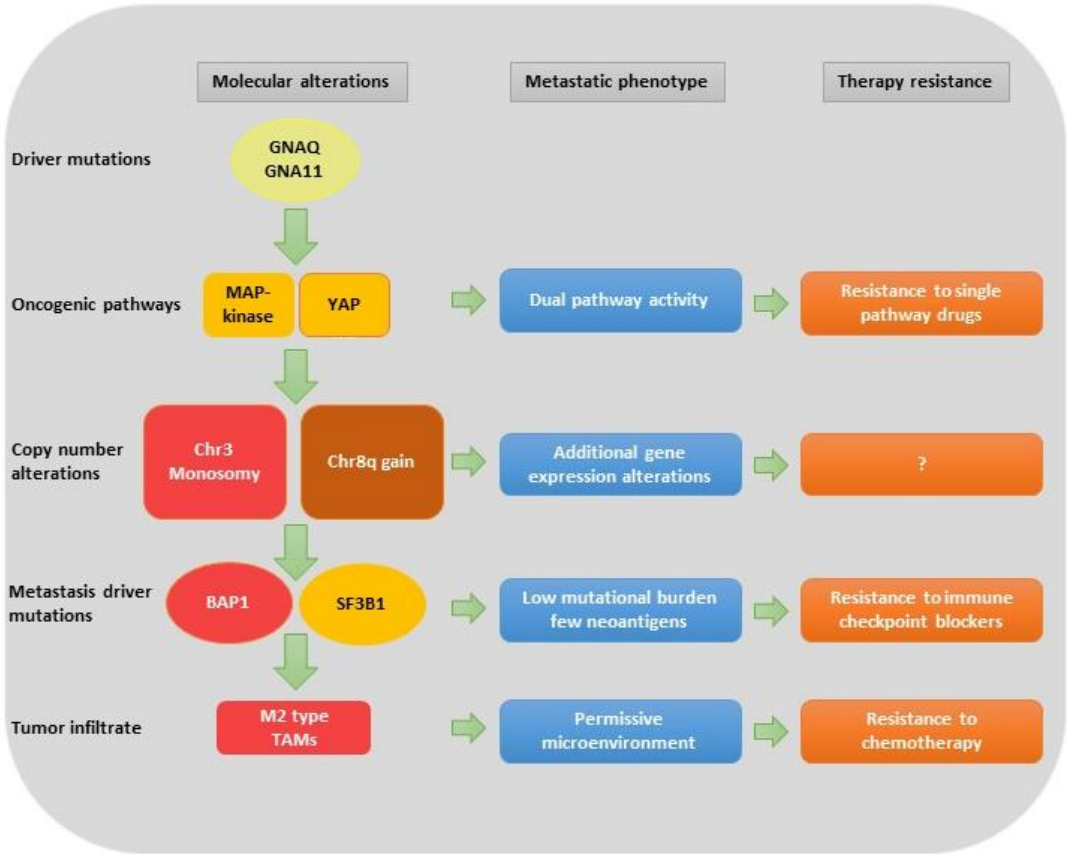 Molecular alterations
Metastatic phenotype
Therapy resistance
Driver mutations
GNAQ
GNA11
Oncogenic pathways
MAP-
kinase
YAP
Dual pathway activity
Resistance to single
pathway drugs
Copy number
alterations
Chr3
Monosomy
Chr8q gain
Additional gene
expression alterations
?
Metastasis driver
mutations
BAP1
SF3B1
Low mutational burden
few neoantigens
Resistance to immune
checkpoint blockers
Tumor infiltrate
M2 type
TAMs
Permissive
microenvironment
Resistance to
chemotherapy